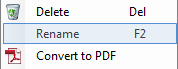 Delete Del
Rename F2
Convert to PDF